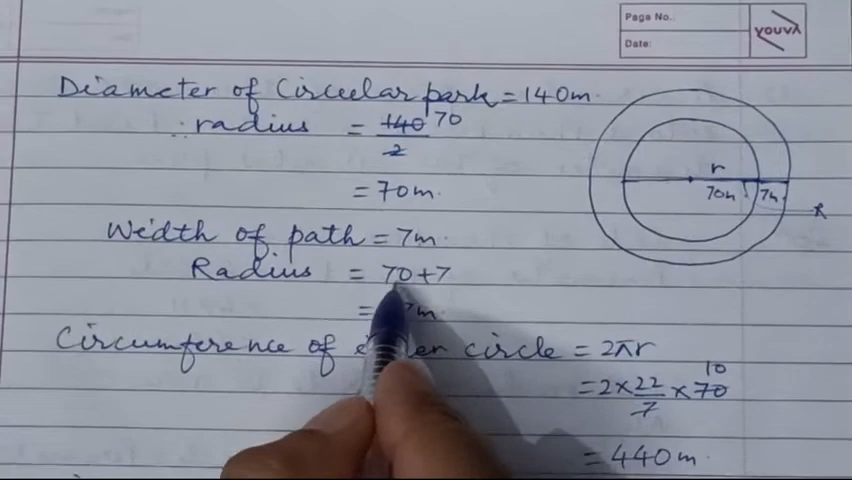 Page No.:
Date:
youva
Diameter of Circular park = 140m.
radius = 140 70
2
= 70m.
r
70m 7m
R
Width of path = 7m.
Radius = 70+7
= 7m.
Circumference of circle = 2πr
= 2 × 22 × 70 10
7
= 440m.